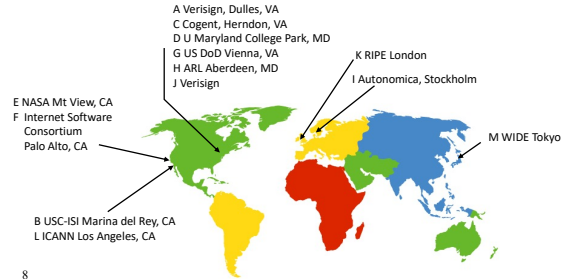 A Verisign, Dulles, VA
C Cogent, Herndon, VA
D U Maryland College Park, MD
G US DoD Vienna, VA
H ARL Aberdeen, MD
J Verisign
K RIPE London
I Autonomica, Stockholm
E NASA Mt View, CA
F Internet Software
Consortium
Palo Alto, CA
M WIDE Tokyo
B USC-ISI Marina del Rey, CA
L ICANN Los Angeles, CA
8